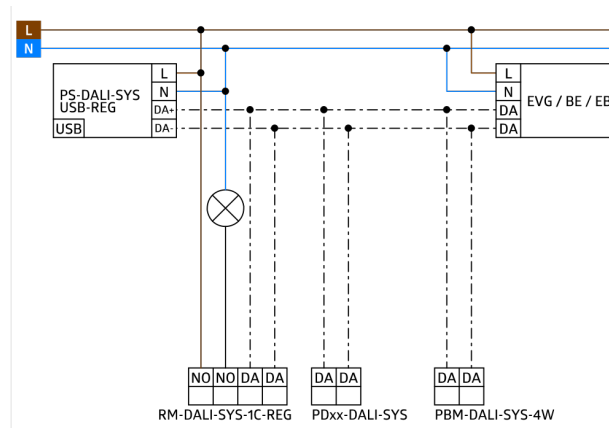 L
N
PS-DALI-SYS
USB-REG
USB
L
N
DA+
DA-
L
N
DA
DA
EVG / BE / EB
NO NO DA DA
DA DA
DA DA
RM-DALI-SYS-1C-REG
PDxx-DALI-SYS
PBM-DALI-SYS-4W